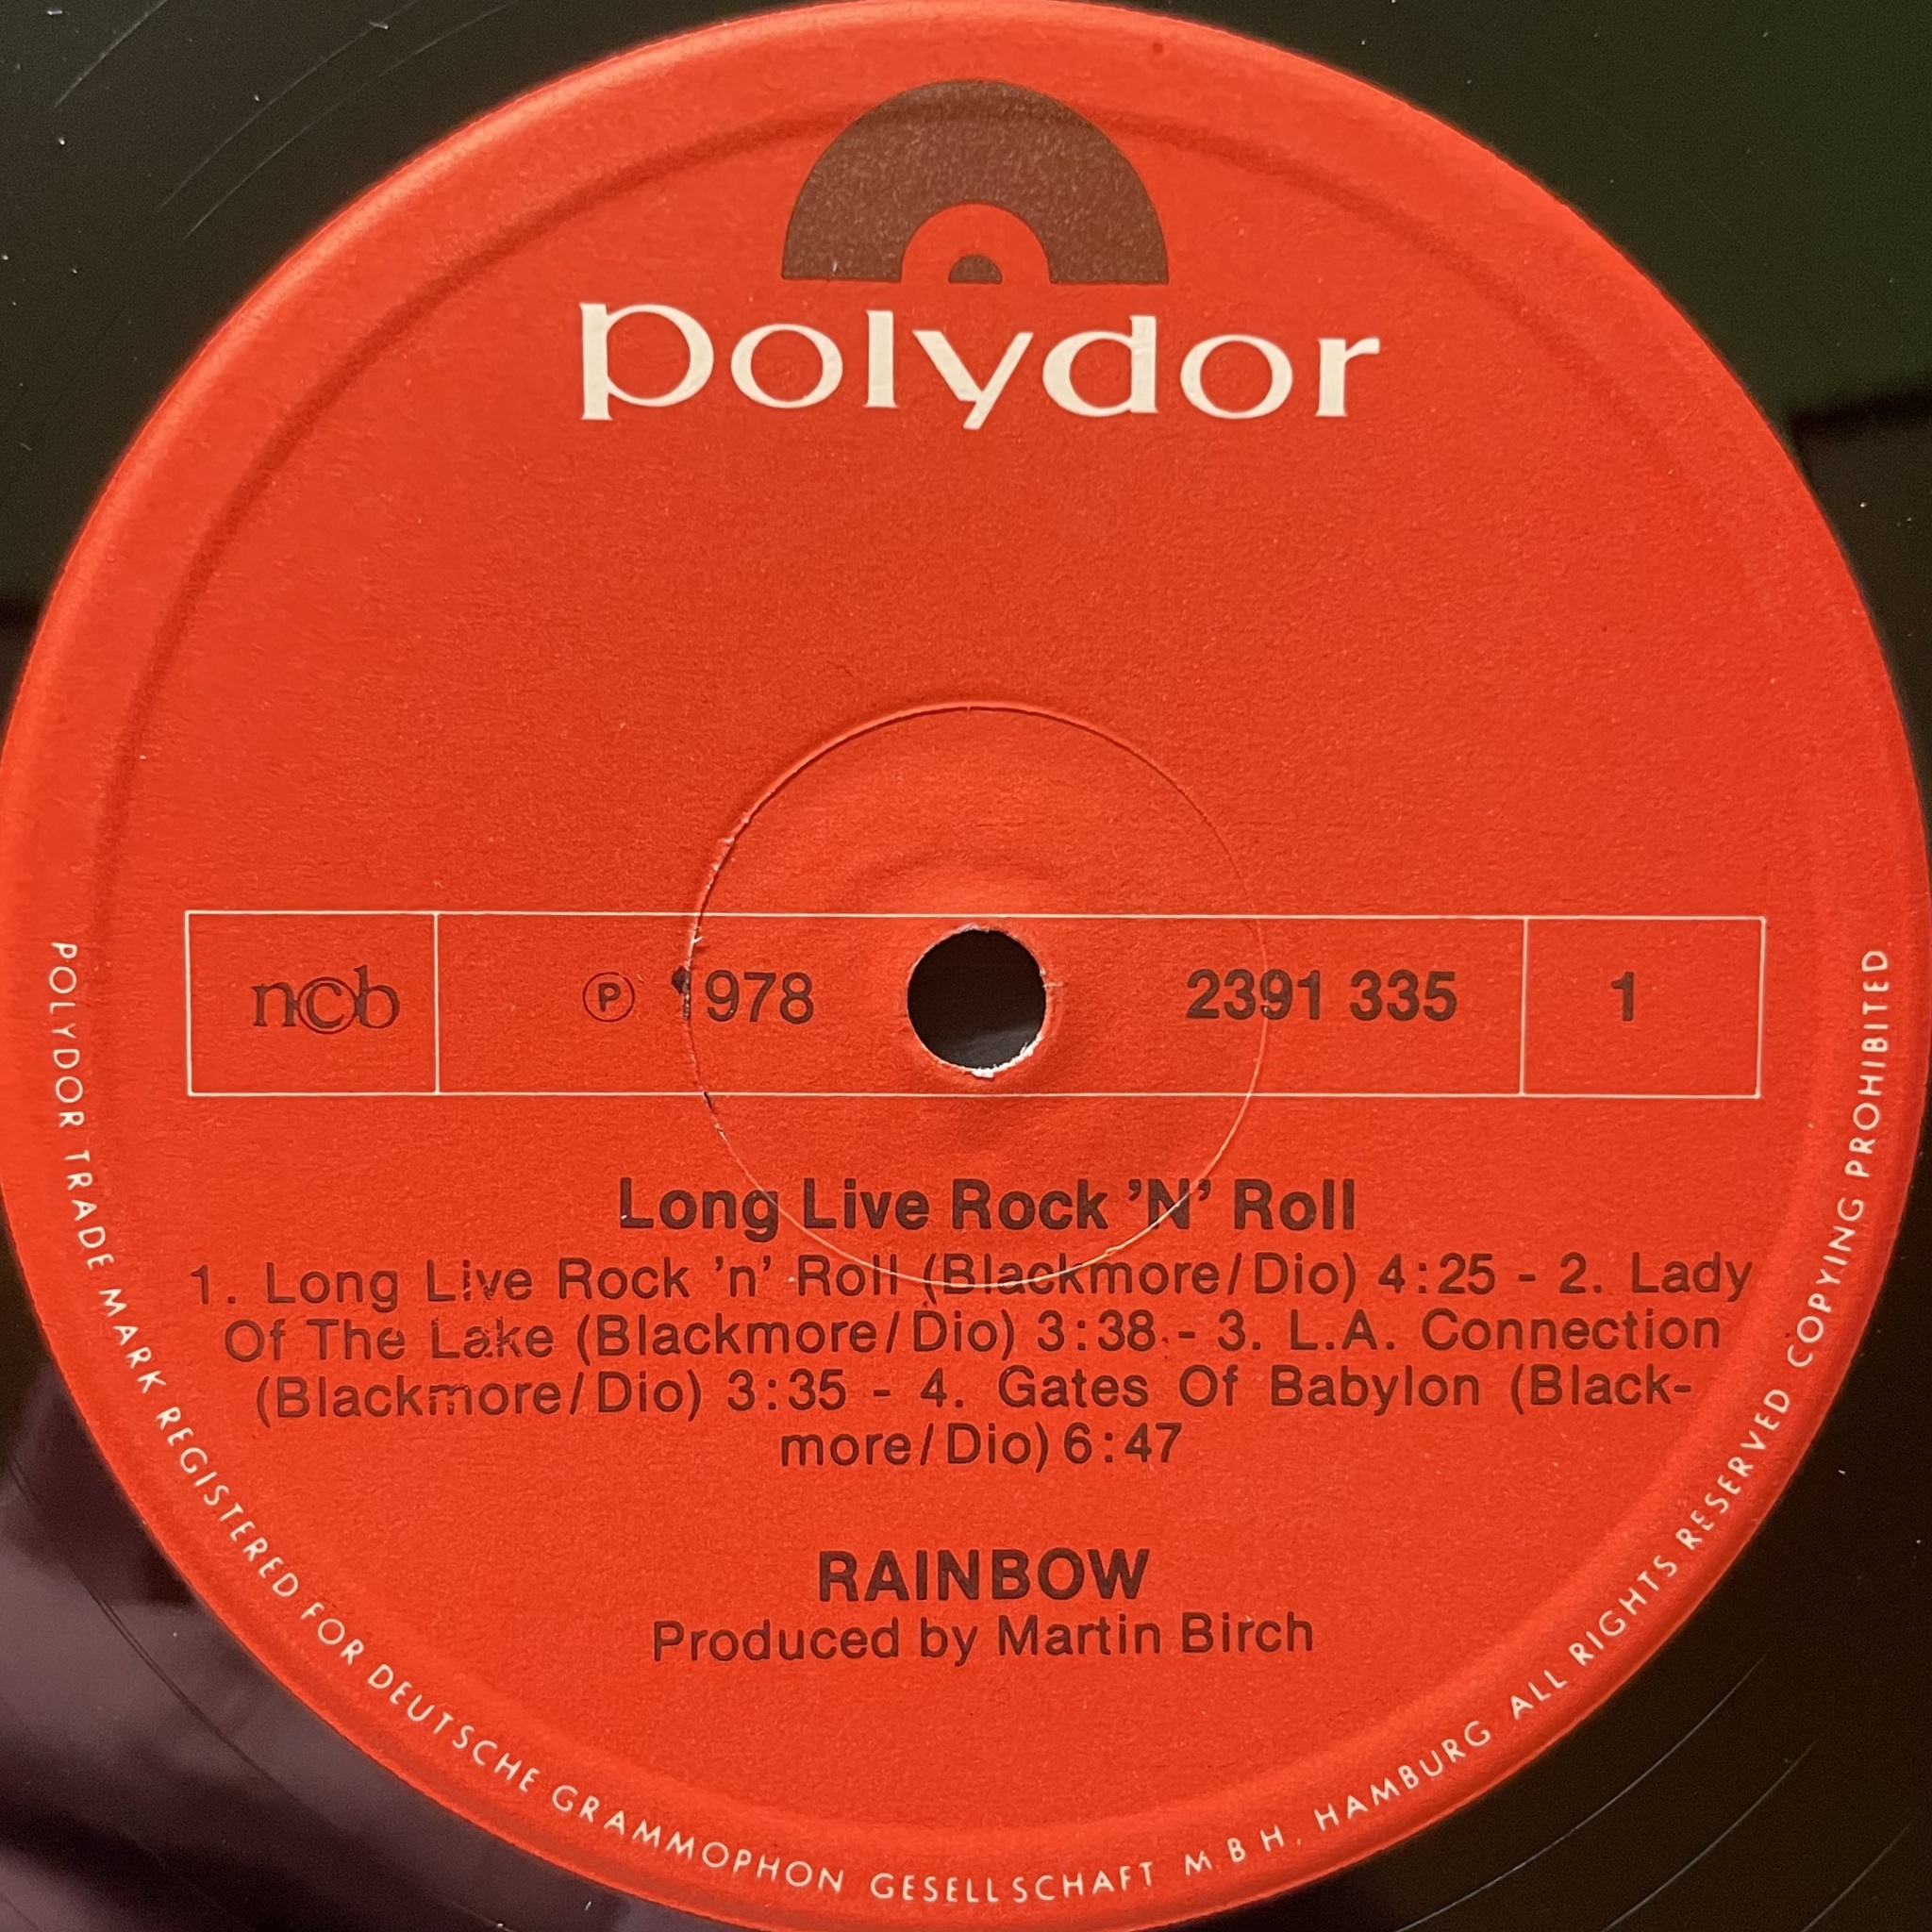 polydor
ncb ℗ 1978 2391 335 1
Long Live Rock 'N' Roll
1. Long Live Rock 'n' Roll (Blackmore/Dio) 4:25 - 2. Lady
Of The Lake (Blackmore/Dio) 3:38 - 3. L.A. Connection
(Blackmore/Dio) 3:35 - 4. Gates Of Babylon (Black-
more/Dio) 6:47
RAINBOW
Produced by Martin Birch
POLYDOR TRADE MARK REGISTERED FOR DEUTSCHE GRAMMOPHON GESELLSCHAFT M.B.H. HAMBURG ALL RIGHTS RESERVED COPYING PROHIBITED